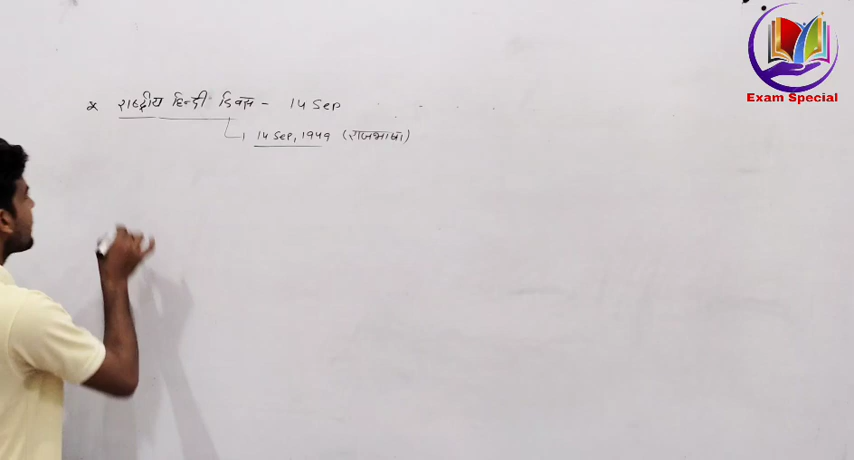 Exam Special
× राष्ट्रीय हिन्दी दिवस - 14 Sep
14 Sep, 1949 (राजभाषा)